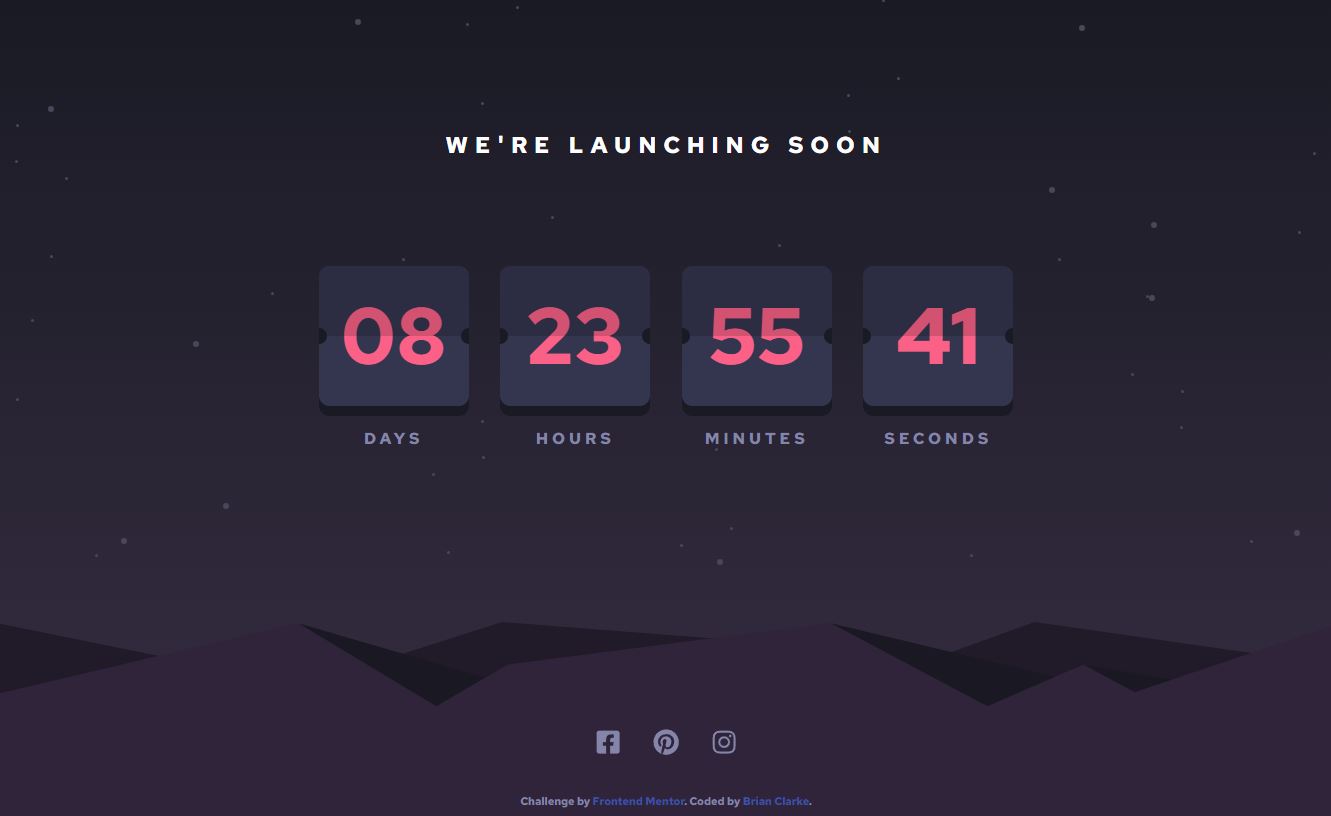 WE'RE LAUNCHING SOON
08 23 55 41
DAYS HOURS MINUTES SECONDS
Challenge by Frontend Mentor. Coded by Brian Clarke.